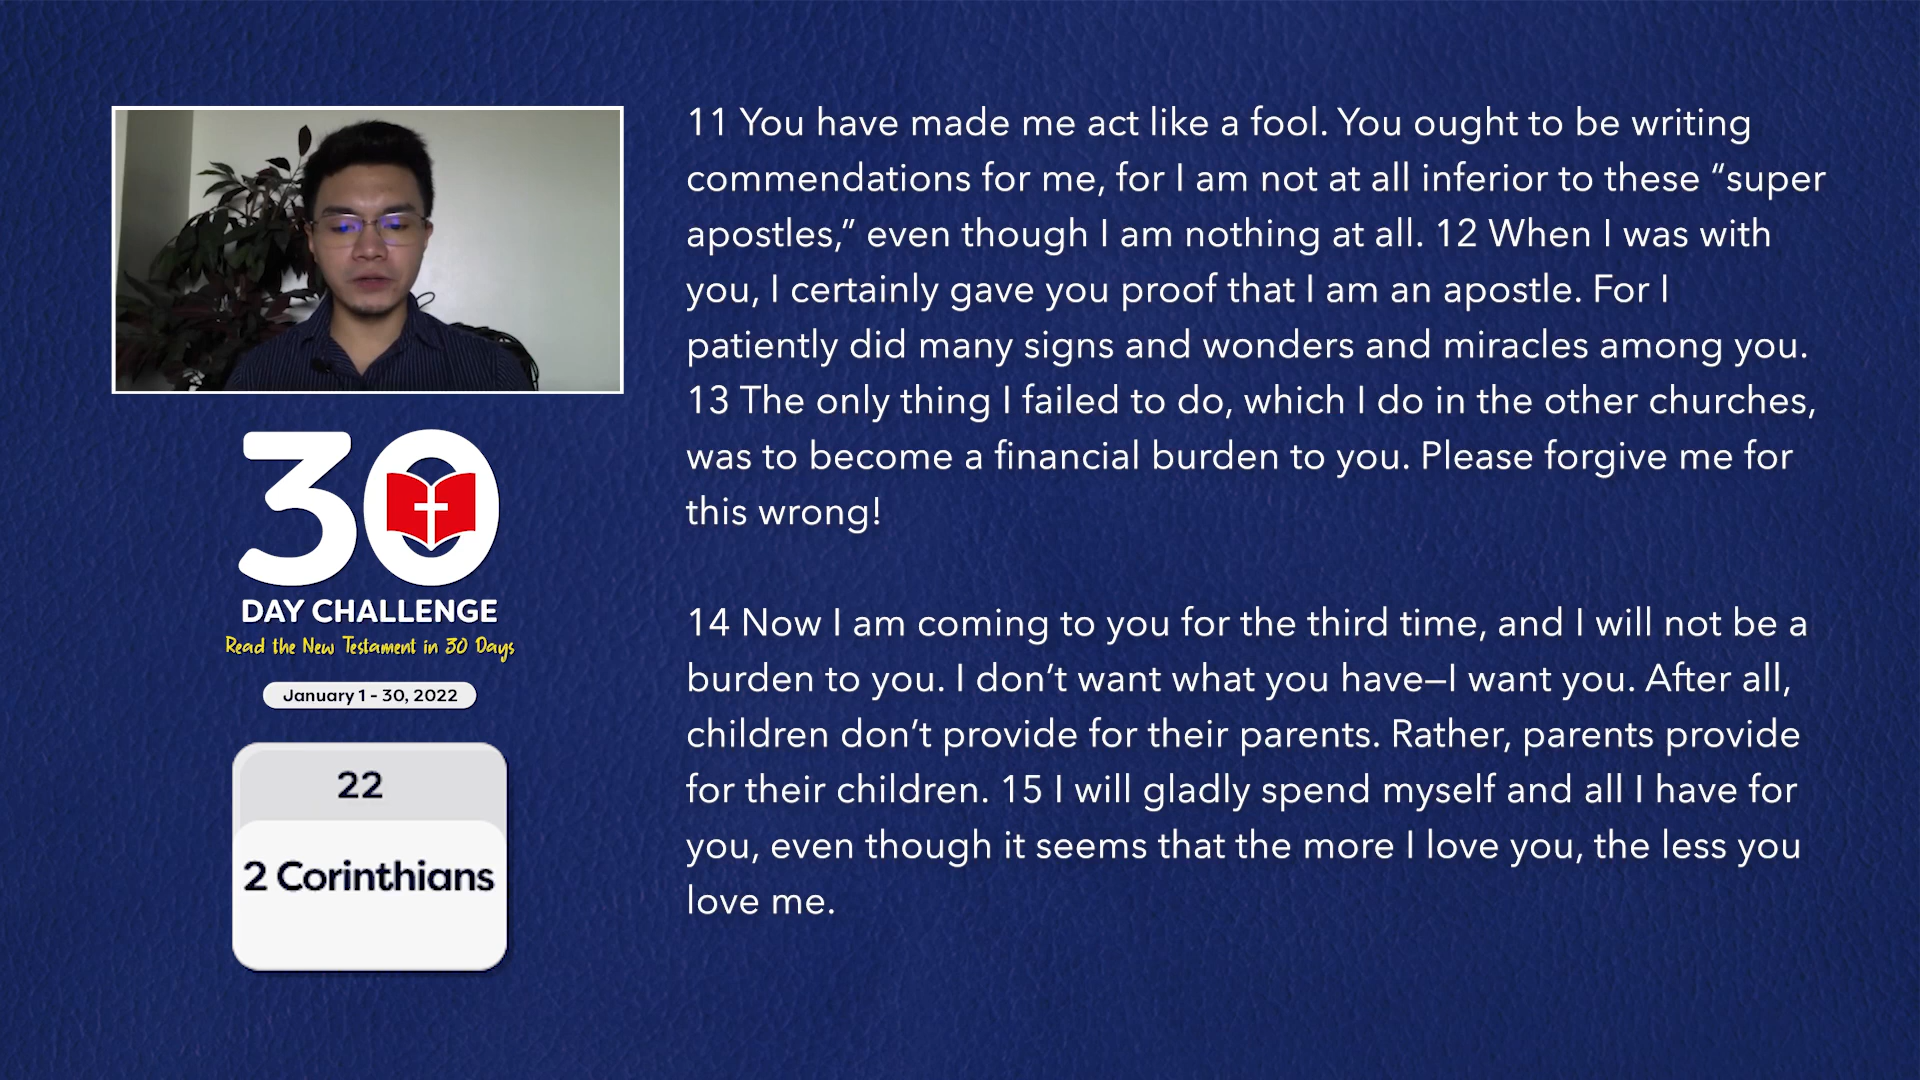 30
DAY CHALLENGE
Read the New Testament in 30 Days
January 1 - 30, 2022
22
2 Corinthians
11 You have made me act like a fool. You ought to be writing
commendations for me, for I am not at all inferior to these “super
apostles,” even though I am nothing at all. 12 When I was with
you, I certainly gave you proof that I am an apostle. For I
patiently did many signs and wonders and miracles among you.
13 The only thing I failed to do, which I do in the other churches,
was to become a financial burden to you. Please forgive me for
this wrong!
14 Now I am coming to you for the third time, and I will not be a
burden to you. I don’t want what you have—I want you. After all,
children don’t provide for their parents. Rather, parents provide
for their children. 15 I will gladly spend myself and all I have for
you, even though it seems that the more I love you, the less you
love me.